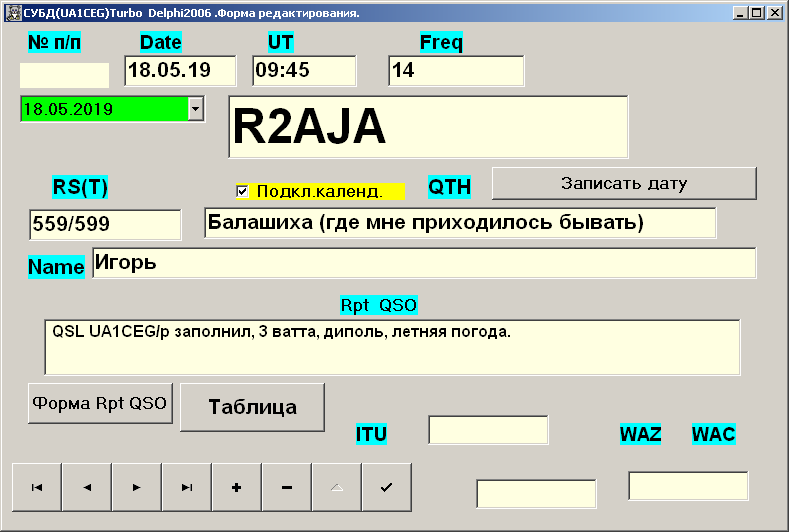 СУБД(UA1CEG)Turbo Delphi2006 .Форма редактирования.
№ п/п Date UT Freq
18.05.19 09:45 14
18.05.2019
R2AJA
RS(T) Подкл.календ. QTH Записать дату
559/599 Балашиха (где мне приходилось бывать)
Name Игорь
Rpt QSO
QSL UA1CEG/p заполнил, 3 ватта, диполь, летняя погода.
Форма Rpt QSO Таблица
ITU WAZ WAC